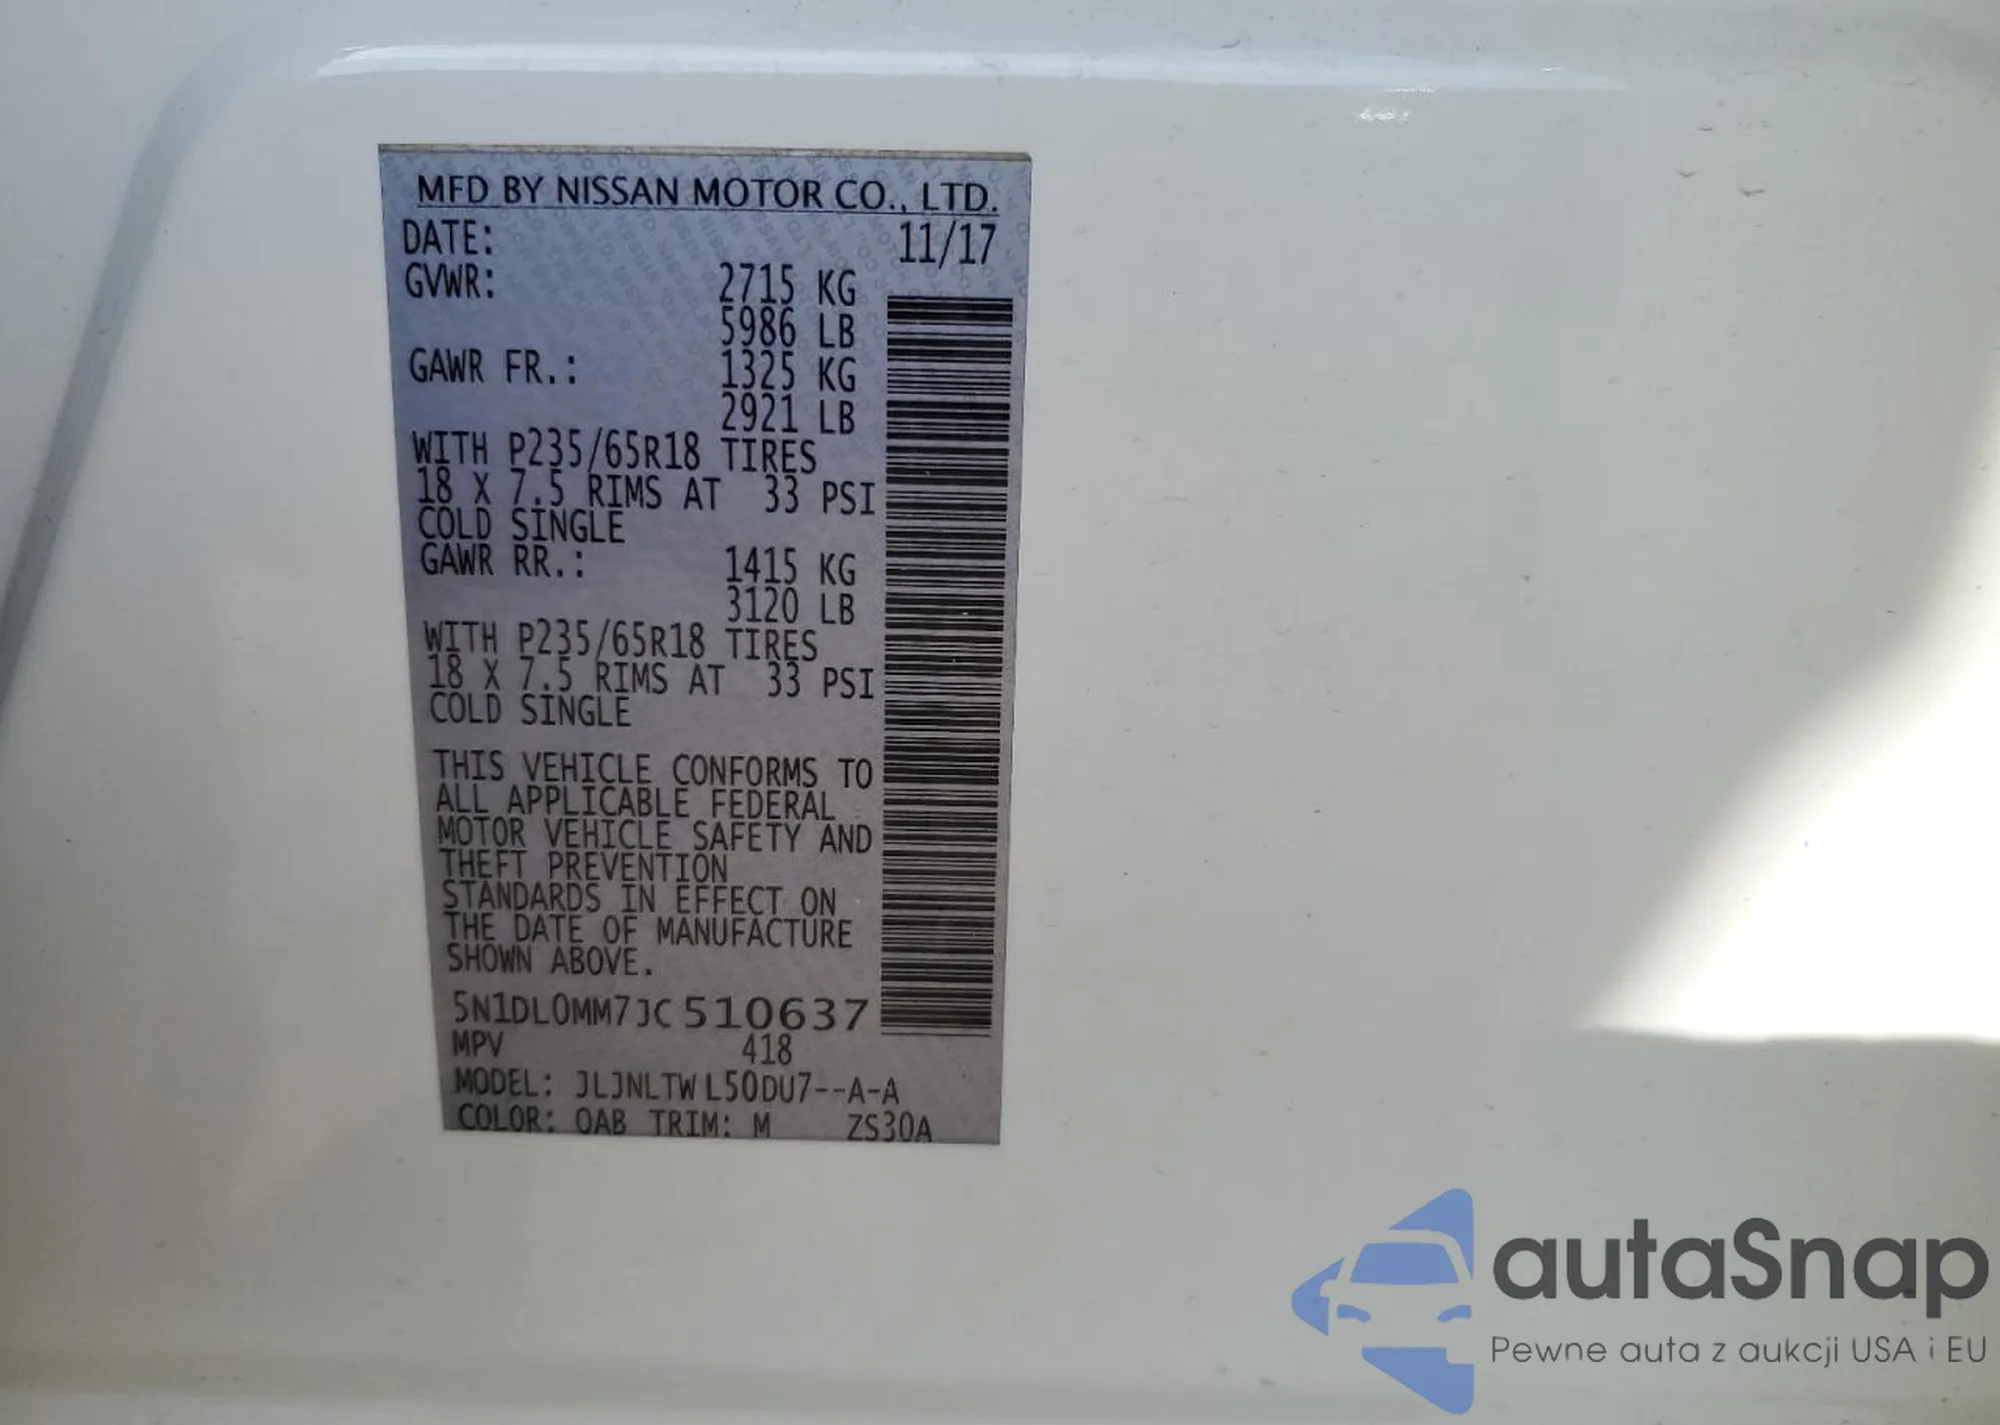 MFD BY NISSAN MOTOR CO., LTD.
DATE: 11/17
GVWR: 2715 KG
5986 LB
GAWR FR.: 1325 KG
2921 LB
WITH P235/65R18 TIRES
18 X 7.5 RIMS AT 33 PSI
COLD SINGLE
GAWR RR.: 1415 KG
3120 LB
WITH P235/65R18 TIRES
18 X 7.5 RIMS AT 33 PSI
COLD SINGLE
THIS VEHICLE CONFORMS TO
ALL APPLICABLE FEDERAL
MOTOR VEHICLE SAFETY AND
THEFT PREVENTION
STANDARDS IN EFFECT ON
THE DATE OF MANUFACTURE
SHOWN ABOVE.
5N1DL0MM7JC510637
MPV 418
MODEL: JLJNLTWL50DU7--A-A
COLOR: QAB TRIM: M ZS30A
autaSnap
Pewne auta z aukcji USA i EU